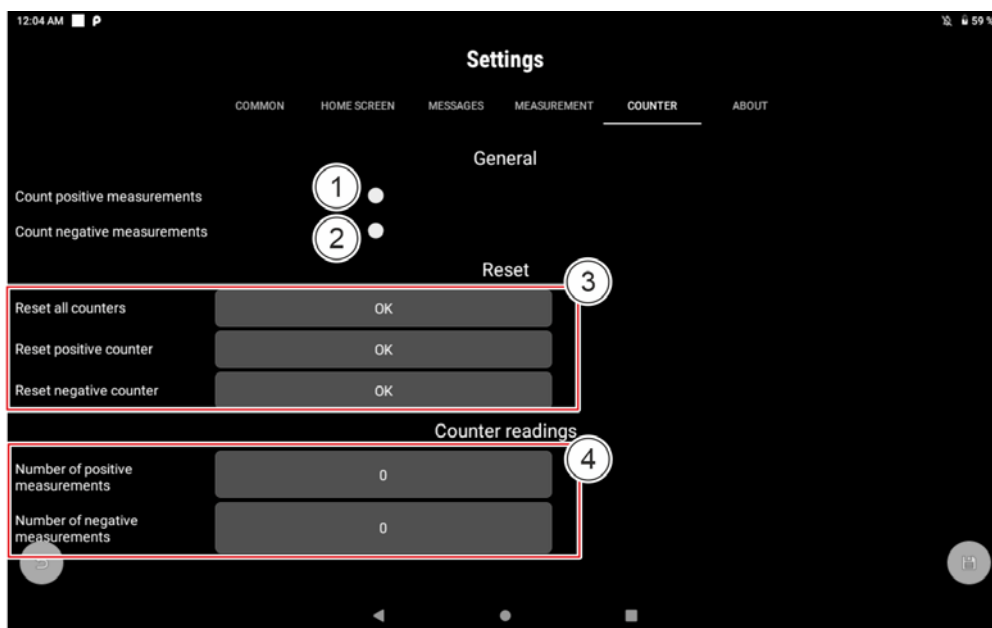 12:04 AM P 59 %
Settings
COMMON HOME SCREEN MESSAGES MEASUREMENT COUNTER ABOUT
General
Count positive measurements 1
Count negative measurements 2
Reset
3
Reset all counters OK
Reset positive counter OK
Reset negative counter OK
Counter readings
4
Number of positive
measurements
0
Number of negative
measurements
0